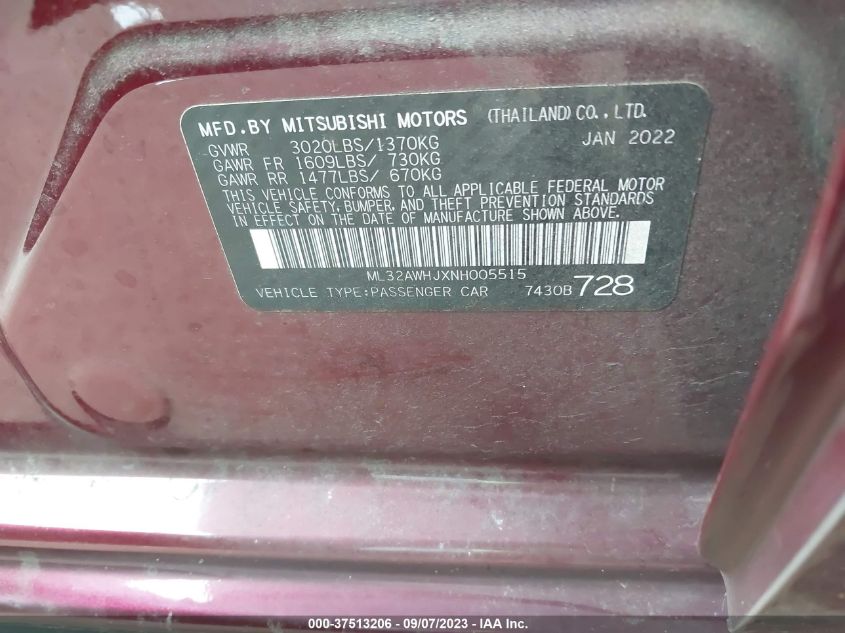 MFD.BY MITSUBISHI MOTORS (THAILAND) CO., LTD.
GVWR 3020LBS/1370KG JAN 2022
GAWR FR 1609LBS/ 730KG
GAWR RR 1477LBS/ 670KG
THIS VEHICLE CONFORMS TO ALL APPLICABLE FEDERAL MOTOR
VEHICLE SAFETY, BUMPER, AND THEFT PREVENTION STANDARDS
IN EFFECT ON THE DATE OF MANUFACTURE SHOWN ABOVE.
ML32AWHJXNH005515
VEHICLE TYPE:PASSENGER CAR 7430B 728
000-37513206 - 09/07/2023 - IAA Inc.